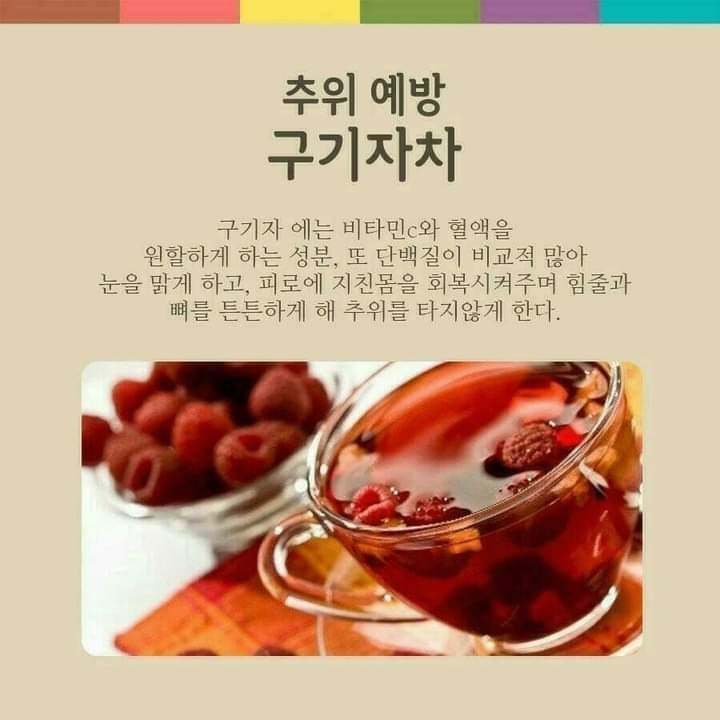 추위 예방
구기자차
구기자 에는 비타민c와 혈액을
원할하게 하는 성분, 또 단백질이 비교적 많아
눈을 맑게 하고, 피로에 지친몸을 회복시켜주며 힘줄과
뼈를 튼튼하게 해 추위를 타지않게 한다.